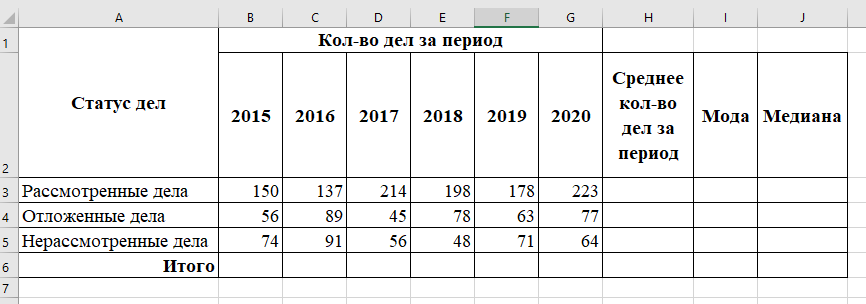 A B C D E F G H I J
1 Кол-во дел за период
2 Статус дел 2015 2016 2017 2018 2019 2020 Среднее кол-во дел за период Мода Медиана
3 Рассмотренные дела 150 137 214 198 178 223
4 Отложенные дела 56 89 45 78 63 77
5 Нерассмотренные дела 74 91 56 48 71 64
6 Итого
7